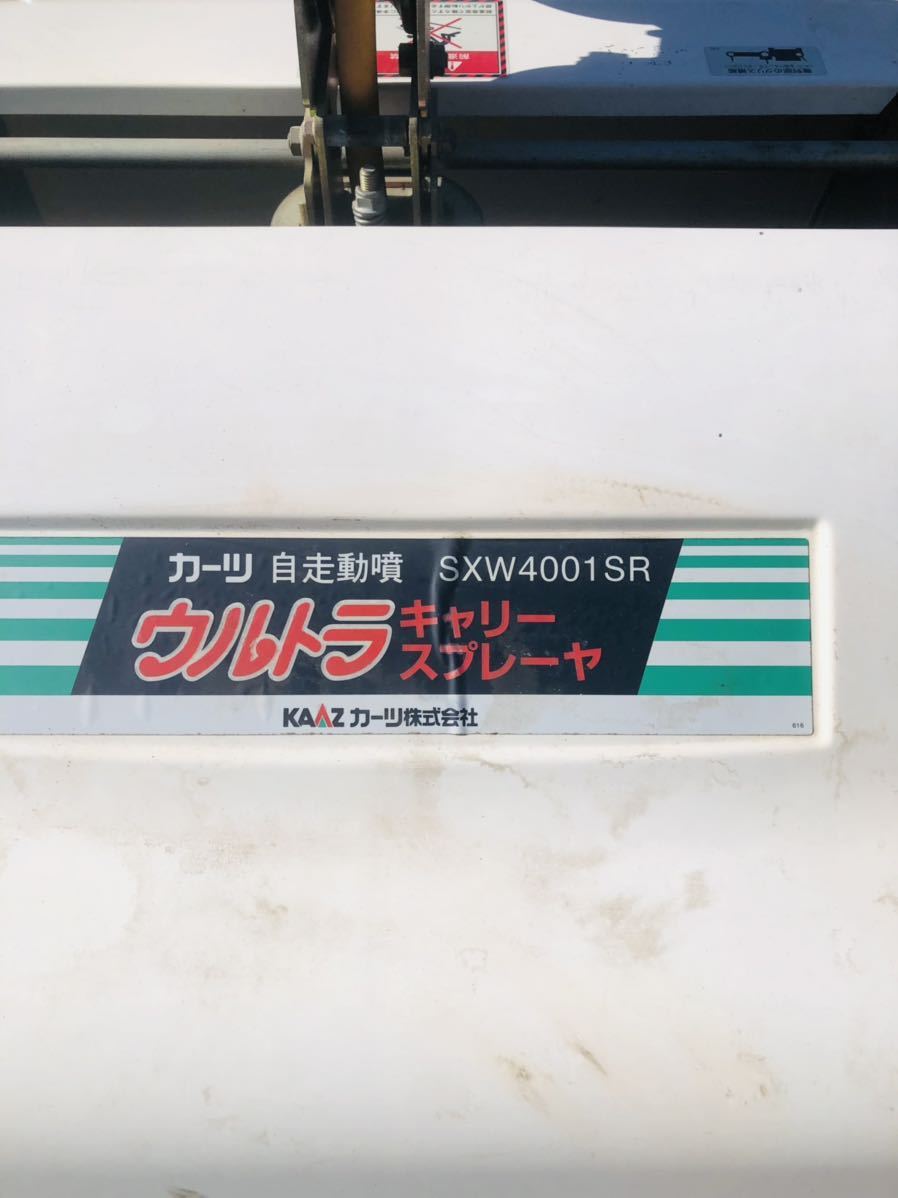 カーツ 自走動噴 SXW4001SR
ウルトラ キャリー
スプレーヤ
KAAZ カーツ株式会社
616